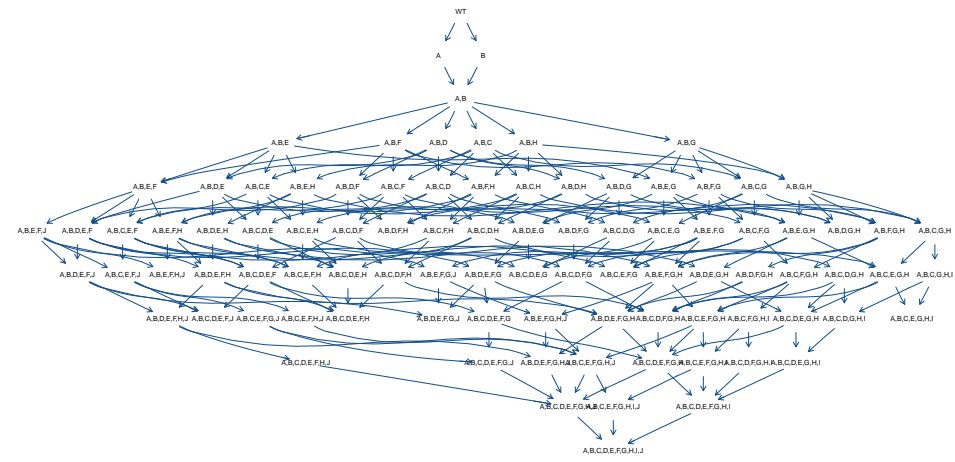 WT
A B
A,B
A,B,E A,B,F A,B,D A,B,C A,B,H A,B,G
A,B,E,F A,B,D,E A,B,C,E A,B,E,H A,B,D,F A,B,C,F A,B,C,D A,B,F,H A,B,C,H A,B,D,H A,B,D,G A,B,E,G A,B,F,G A,B,C,G A,B,G,H
A,B,E,F,J A,B,D,E,F A,B,C,E,F A,B,E,F,H A,B,D,E,H A,B,C,D,E A,B,C,E,H A,B,C,D,F A,B,D,F,H A,B,C,F,H A,B,C,D,H A,B,D,E,G A,B,D,F,G A,B,C,D,G A,B,C,E,G A,B,E,F,G A,B,C,F,G A,B,E,G,H A,B,D,G,H A,B,F,G,H A,B,C,G,H
A,B,D,E,F,J A,B,C,E,F,J A,B,E,F,H,J A,B,D,E,F,H A,B,C,D,E,F A,B,C,E,F,H A,B,C,D,E,H A,B,C,D,F,H A,B,E,F,G,J A,B,D,E,F,G A,B,C,D,E,G A,B,C,D,F,G A,B,C,E,F,G A,B,E,F,G,H A,B,D,E,G,H A,B,D,F,G,H A,B,C,F,G,H A,B,C,D,G,H A,B,C,E,G,H A,B,C,G,H,I
A,B,D,E,F,H,J A,B,C,D,E,F,J A,B,C,E,F,G,J A,B,C,E,F,H,J A,B,C,D,E,F,H A,B,D,E,F,G,J A,B,C,D,E,F,G A,B,E,F,G,H,J A,B,D,E,F,G,H A,B,C,D,F,G,H A,B,C,E,F,G,H A,B,C,F,G,H,I A,B,C,D,E,G,H A,B,C,D,G,H,I A,B,C,E,G,H,I
A,B,C,D,E,F,H,J A,B,C,D,E,F,G,J A,B,D,E,F,G,H,J A,B,C,E,F,G,H,J A,B,C,D,E,F,G,H A,B,C,E,F,G,H,I A,B,C,D,F,G,H,I A,B,C,D,E,G,H,I
A,B,C,D,E,F,G,H,J A,B,C,E,F,G,H,I,J A,B,C,D,E,F,G,H,I
A,B,C,D,E,F,G,H,I,J